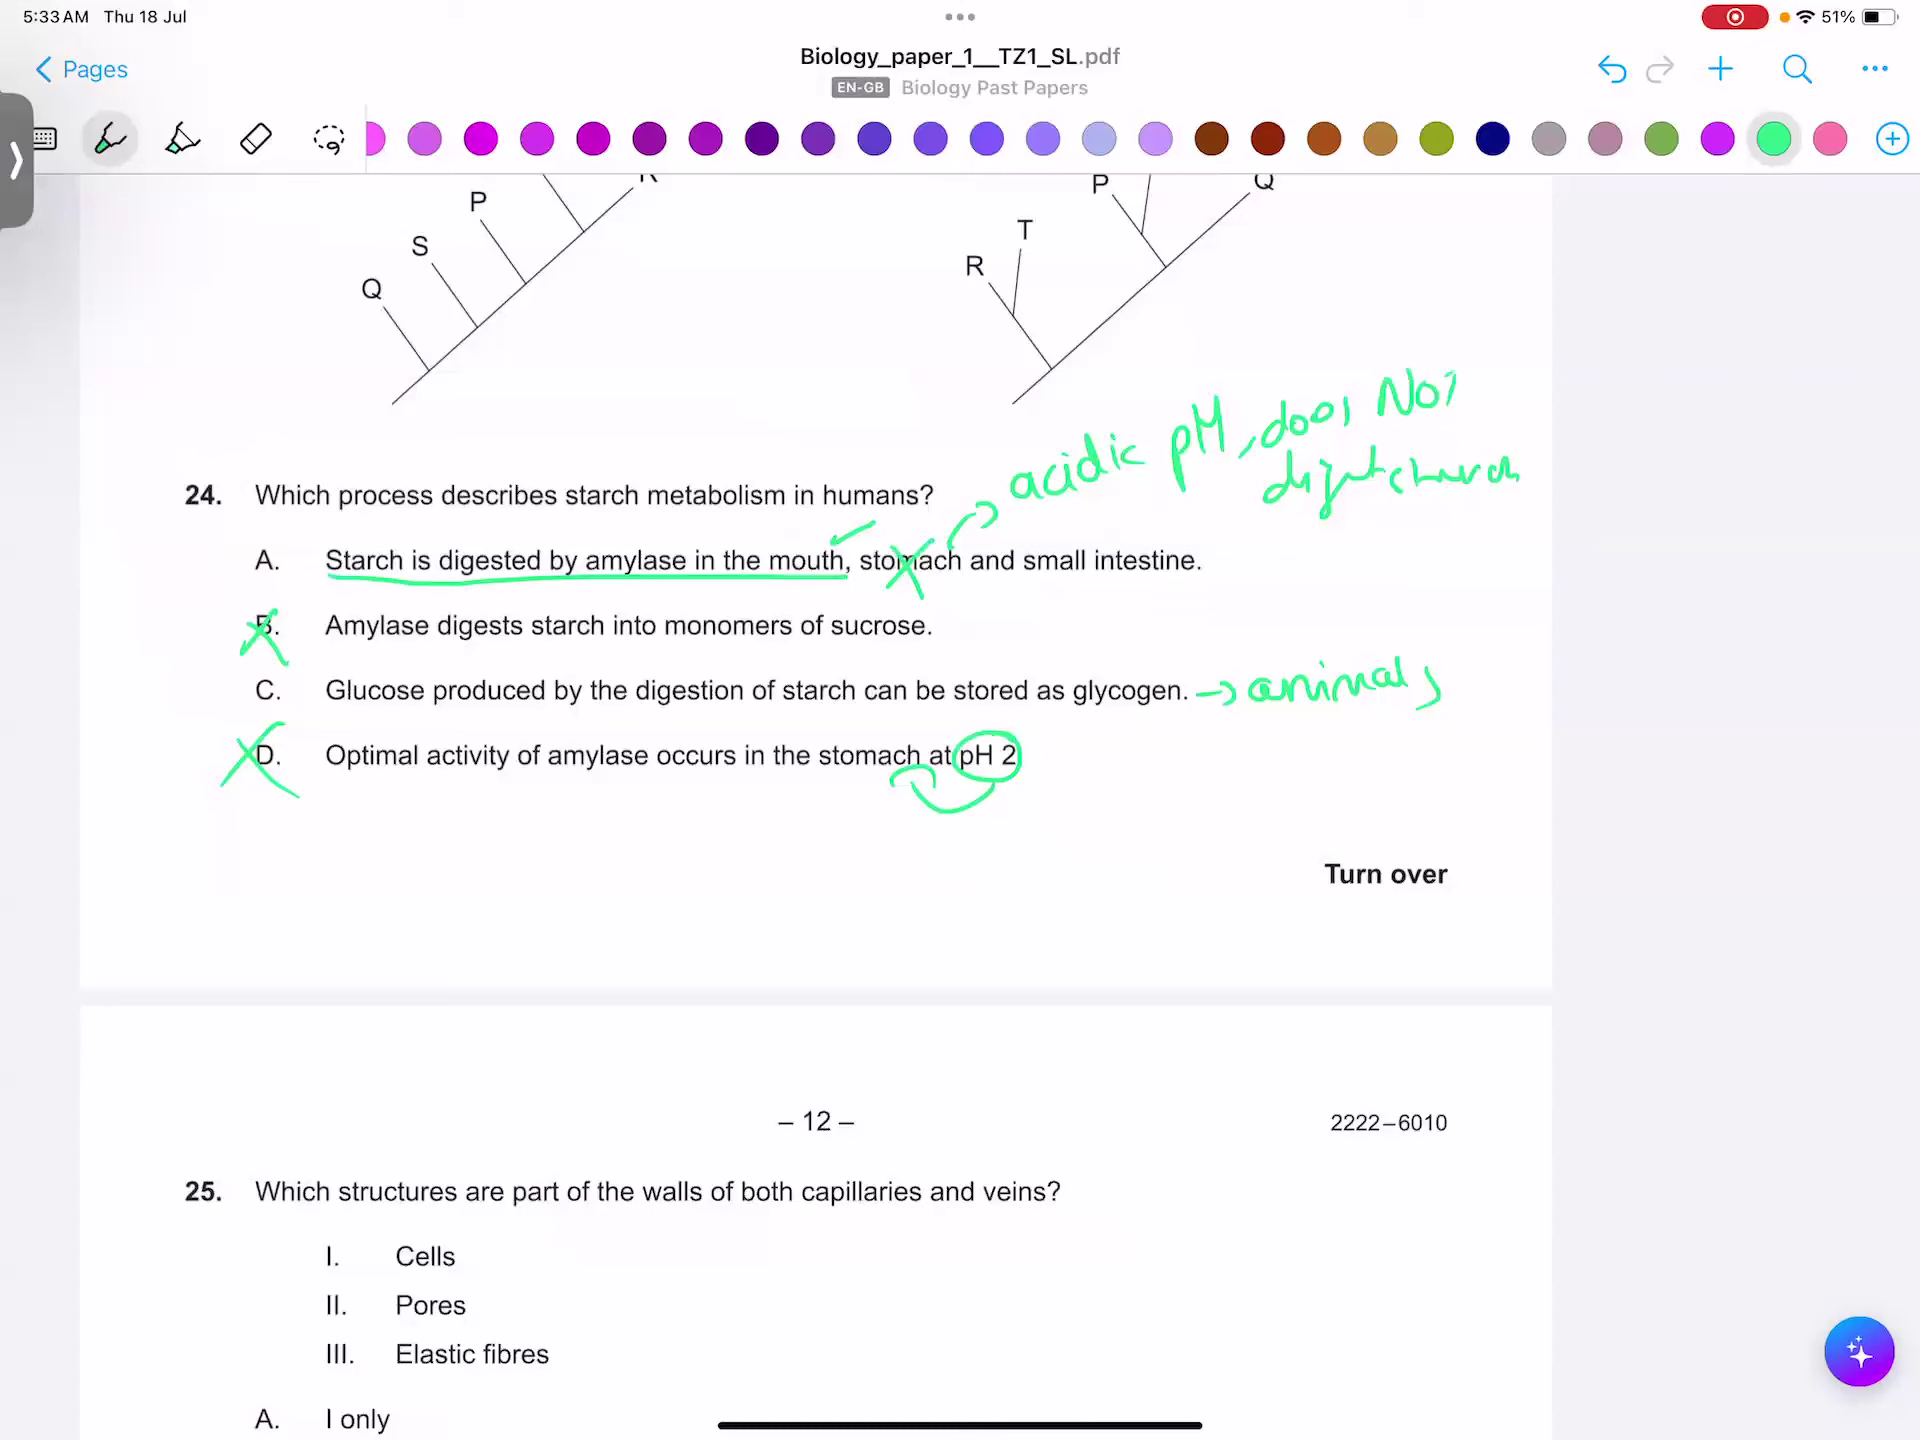 5:33 AM Thu 18 Jul
51%
Pages
Biology_paper_1__TZ1_SL.pdf
EN-GB Biology Past Papers
P
S
Q
P
Q
T
R
acidic pH, does NOT
24. Which process describes starch metabolism in humans?
A. Starch is digested by amylase in the mouth, stomach and small intestine.
B. Amylase digests starch into monomers of sucrose.
C. Glucose produced by the digestion of starch can be stored as glycogen. → animals
D. Optimal activity of amylase occurs in the stomach at pH 2
Turn over
– 12 –
2222–6010
25. Which structures are part of the walls of both capillaries and veins?
I. Cells
II. Pores
III. Elastic fibres
A. I only